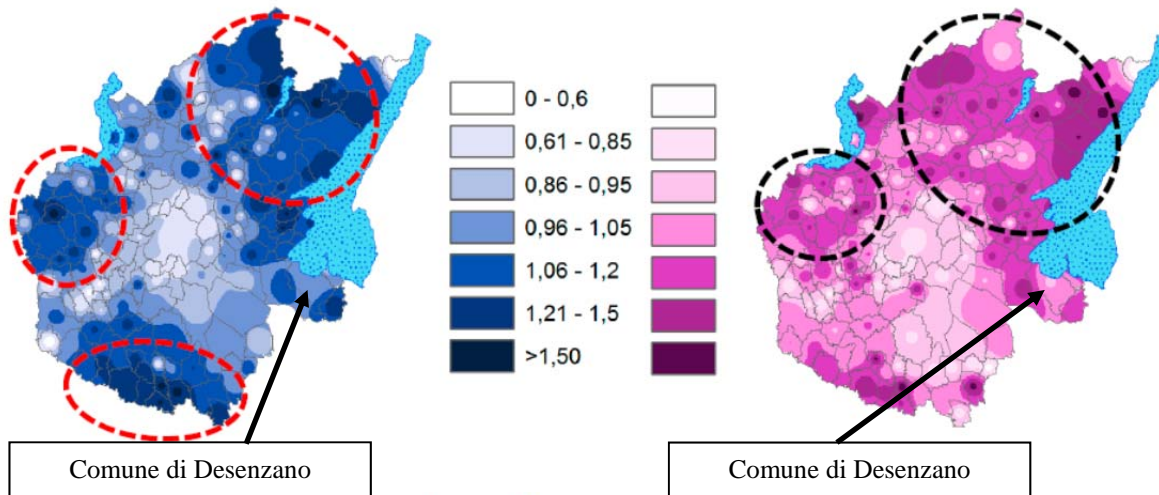 0 - 0,6
0,61 - 0,85
0,86 - 0,95
0,96 - 1,05
1,06 - 1,2
1,21 - 1,5
>1,50
Comune di Desenzano
Comune di Desenzano